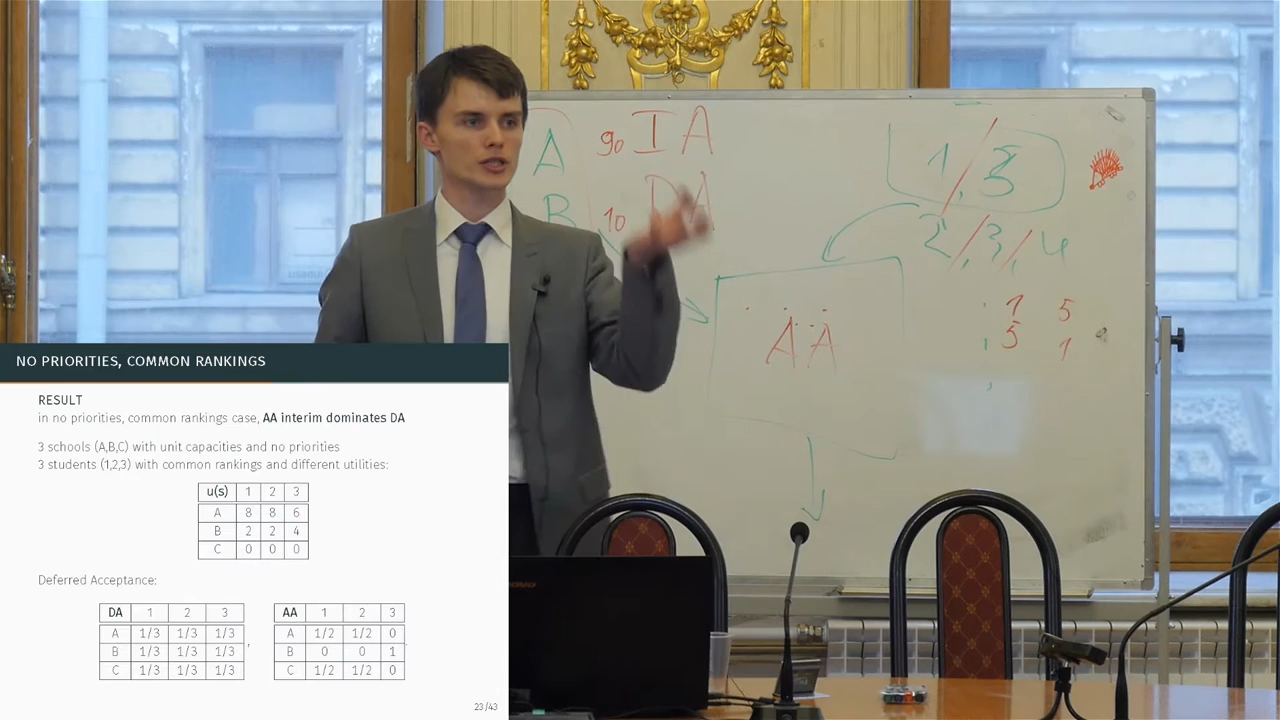 A 90 IA
B 10 DA
1/,5
2/,3/,4
1 5
5 1
AA
NO PRIORITIES, COMMON RANKINGS
RESULT
in no priorities, common rankings case, AA interim dominates DA
3 schools (A,B,C) with unit capacities and no priorities
3 students (1,2,3) with common rankings and different utilities:
u(s) 1 2 3
A 8 8 6
B 2 2 4
C 0 0 0
Deferred Acceptance:
DA 1 2 3
A 1/3 1/3 1/3
B 1/3 1/3 1/3
C 1/3 1/3 1/3
,
AA 1 2 3
A 1/2 1/2 0
B 0 0 1
C 1/2 1/2 0
.
23/43